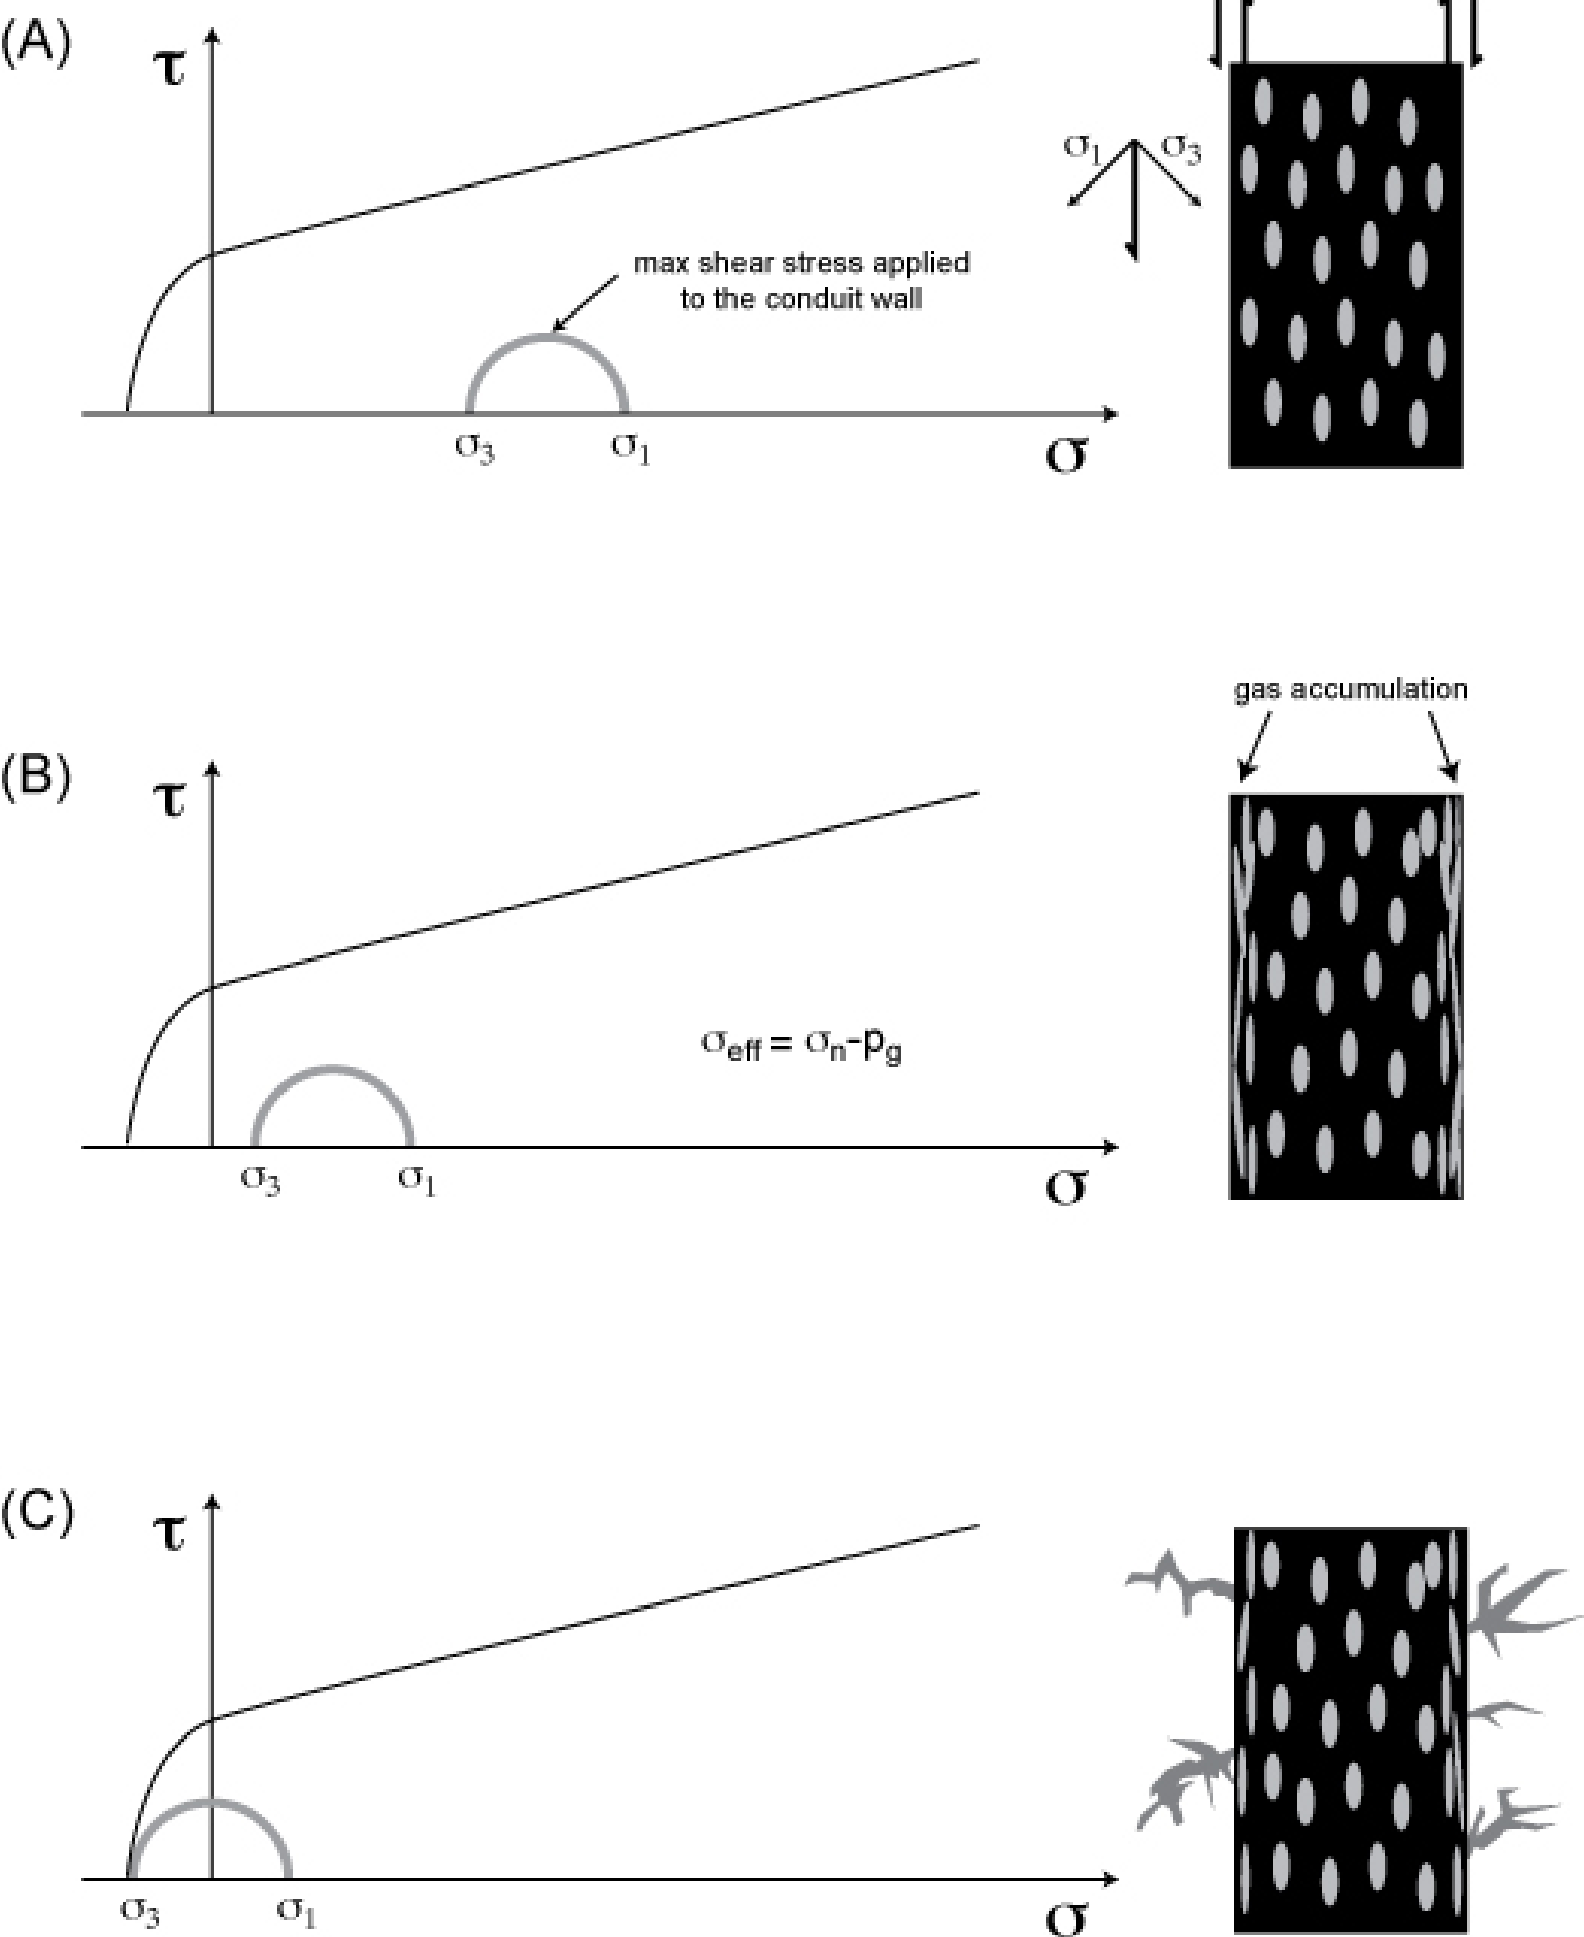 (A)
τ
σ1 σ3
max shear stress applied
to the conduit wall
σ3 σ1
σ
gas accumulation
(B)
τ
σeff = σn-pg
σ3 σ1
σ
(C)
τ
σ3 σ1
σ